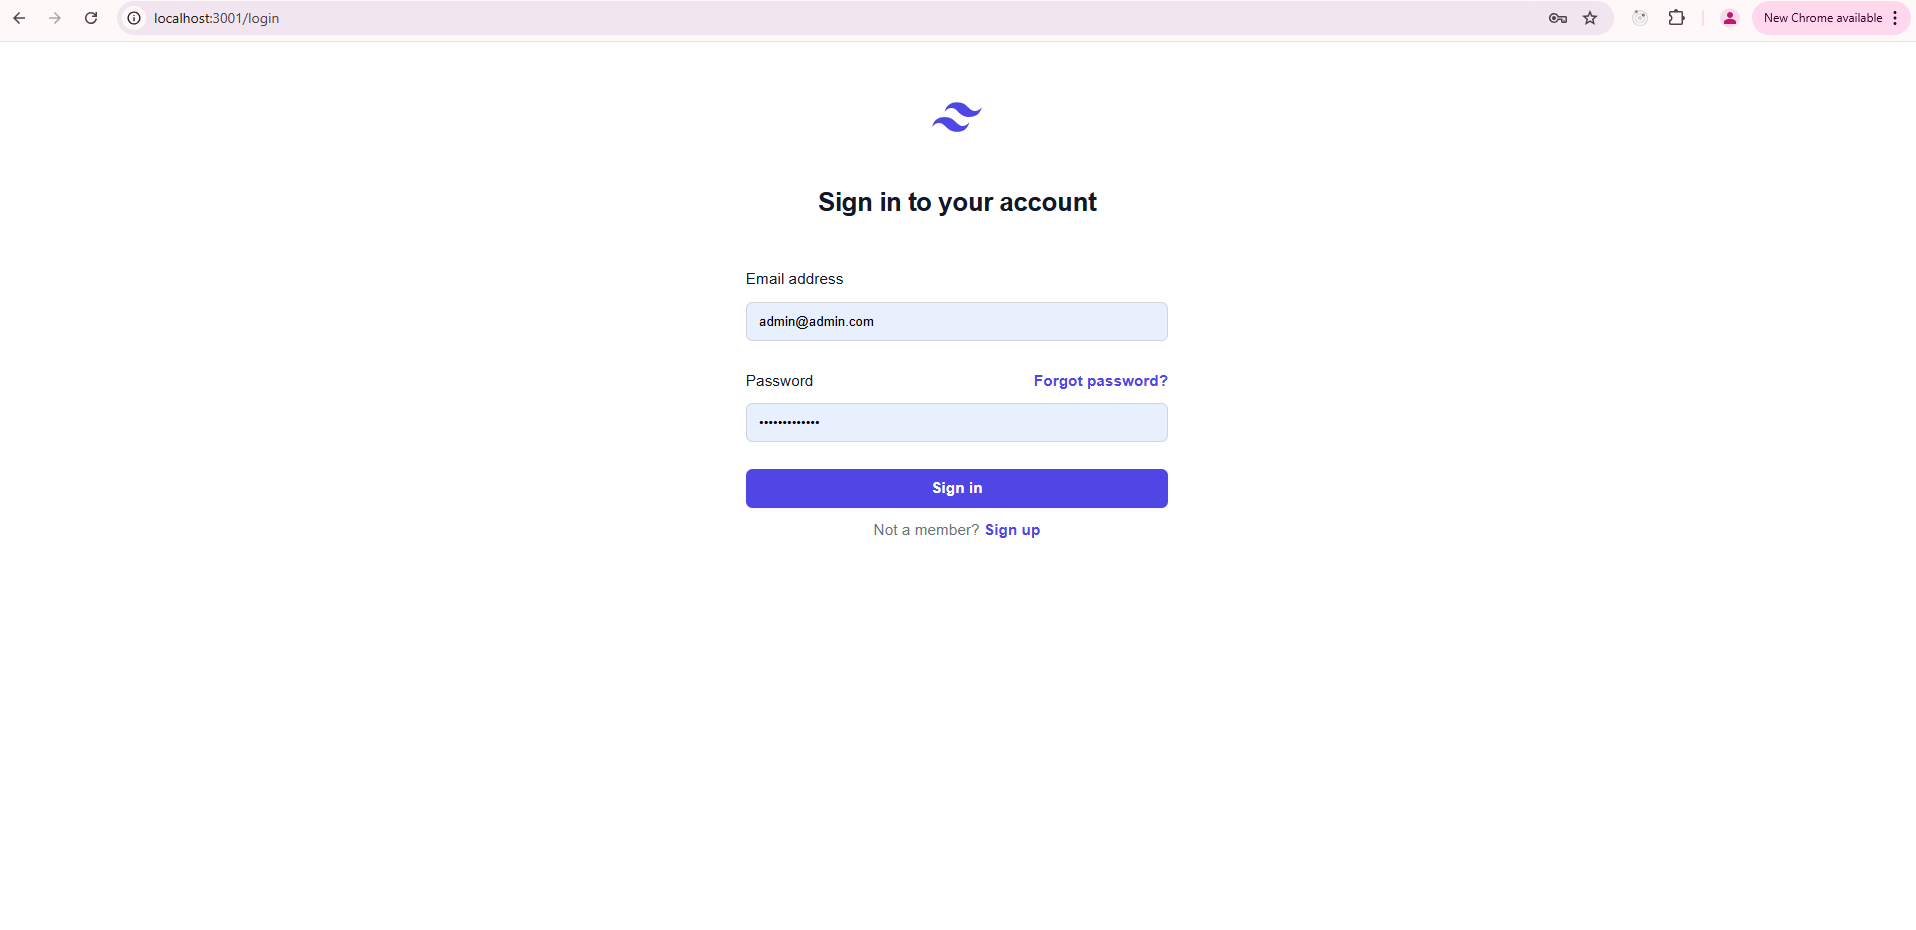 localhost:3001/login
New Chrome available
Sign in to your account
Email address
admin@admin.com
Password Forgot password?
•••••••••••••
Sign in
Not a member? Sign up